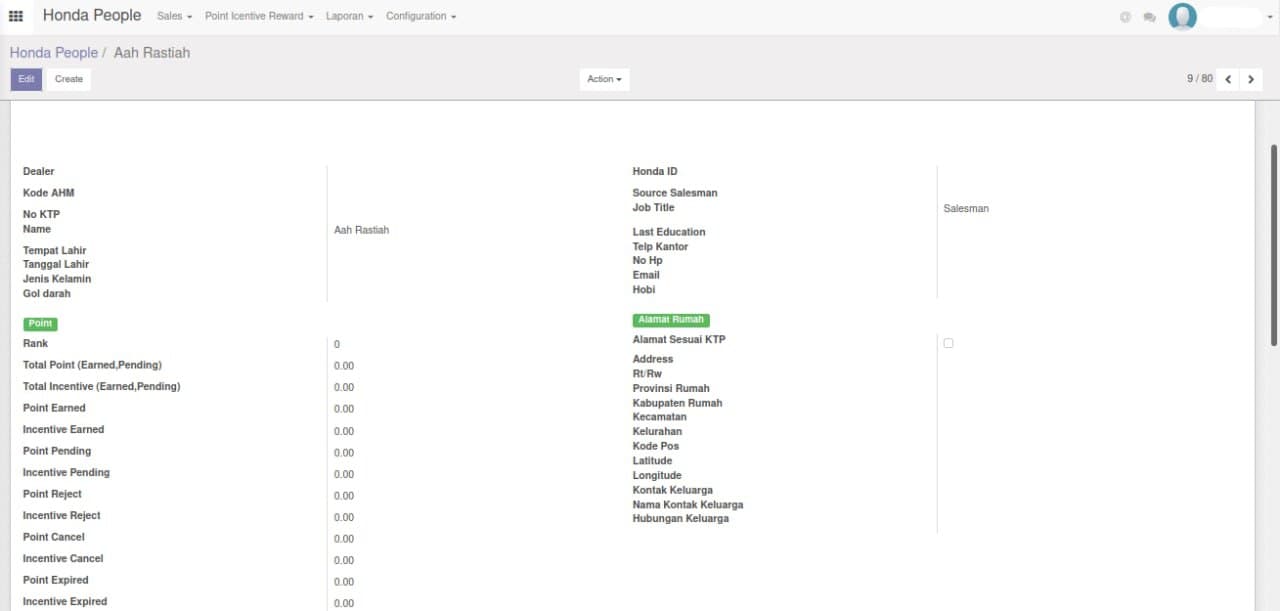 Honda People Sales Point Icentive Reward Laporan Configuration @
Honda People / Aah Rastiah
Edit Create Action 9 / 80
Dealer
Kode AHM
No KTP
Name Aah Rastiah
Tempat Lahir
Tanggal Lahir
Jenis Kelamin
Gol darah
Honda ID
Source Salesman
Job Title Salesman
Last Education
Telp Kantor
No Hp
Email
Hobi
Point
Rank 0
Total Point (Earned,Pending) 0.00
Total Incentive (Earned,Pending) 0.00
Point Earned 0.00
Incentive Earned 0.00
Point Pending 0.00
Incentive Pending 0.00
Point Reject 0.00
Incentive Reject 0.00
Point Cancel 0.00
Incentive Cancel 0.00
Point Expired 0.00
Incentive Expired 0.00
Alamat Rumah
Alamat Sesuai KTP
Address
Rt/Rw
Provinsi Rumah
Kabupaten Rumah
Kecamatan
Kelurahan
Kode Pos
Latitude
Longitude
Kontak Keluarga
Nama Kontak Keluarga
Hubungan Keluarga